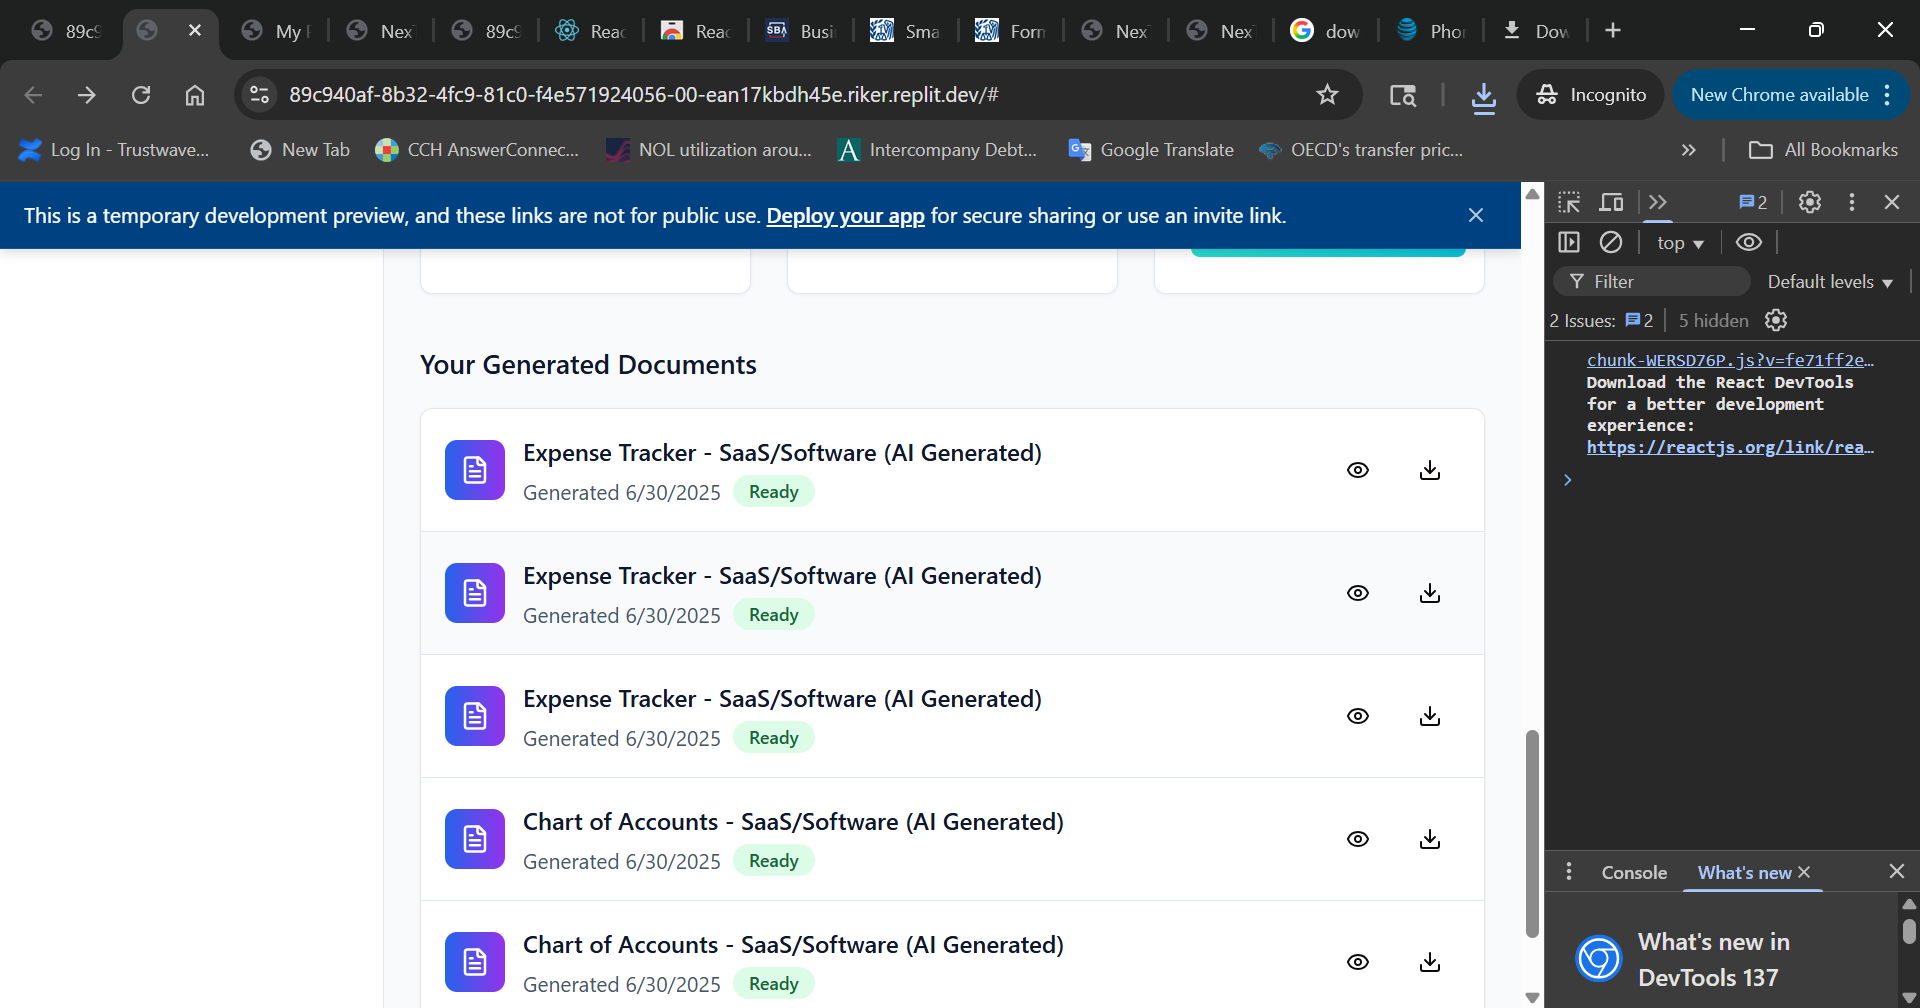 89c9
My F
Nex
89c9
Reac
Reac
SBA
Busi
Sma
Forn
Nex
Nex
dow
Phon
Dow
89c940af-8b32-4fc9-81c0-f4e571924056-00-ean17kbdh45e.riker.replit.dev/#
Incognito
New Chrome available
Log In - Trustwave...
New Tab
CCH AnswerConnec...
NOL utilization arou...
Intercompany Debt...
Google Translate
OECD's transfer pric...
All Bookmarks
This is a temporary development preview, and these links are not for public use. Deploy your app for secure sharing or use an invite link.
Your Generated Documents
Expense Tracker - SaaS/Software (AI Generated)
Generated 6/30/2025 Ready
Expense Tracker - SaaS/Software (AI Generated)
Generated 6/30/2025 Ready
Expense Tracker - SaaS/Software (AI Generated)
Generated 6/30/2025 Ready
Chart of Accounts - SaaS/Software (AI Generated)
Generated 6/30/2025 Ready
Chart of Accounts - SaaS/Software (AI Generated)
Generated 6/30/2025 Ready
2
top
Filter
Default levels
2 Issues: 2
5 hidden
chunk-WERSD76P.js?v=fe71ff2e…
Download the React DevTools
for a better development
experience:
https://reactjs.org/link/rea…
Console
What's new
What's new in
DevTools 137